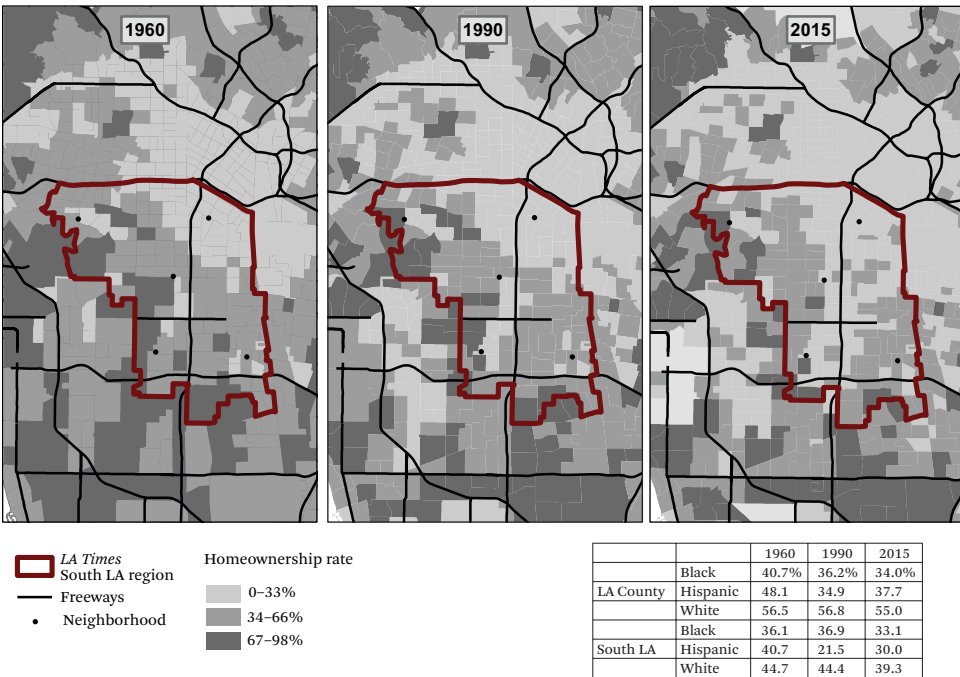 1960
1990
2015
LA Times
South LA region
Freeways
Neighborhood
Homeownership rate
0–33%
34–66%
67–98%
1960 1990 2015
Black 40.7% 36.2% 34.0%
LA County Hispanic 48.1 34.9 37.7
White 56.5 56.8 55.0
Black 36.1 36.9 33.1
South LA Hispanic 40.7 21.5 30.0
White 44.7 44.4 39.3